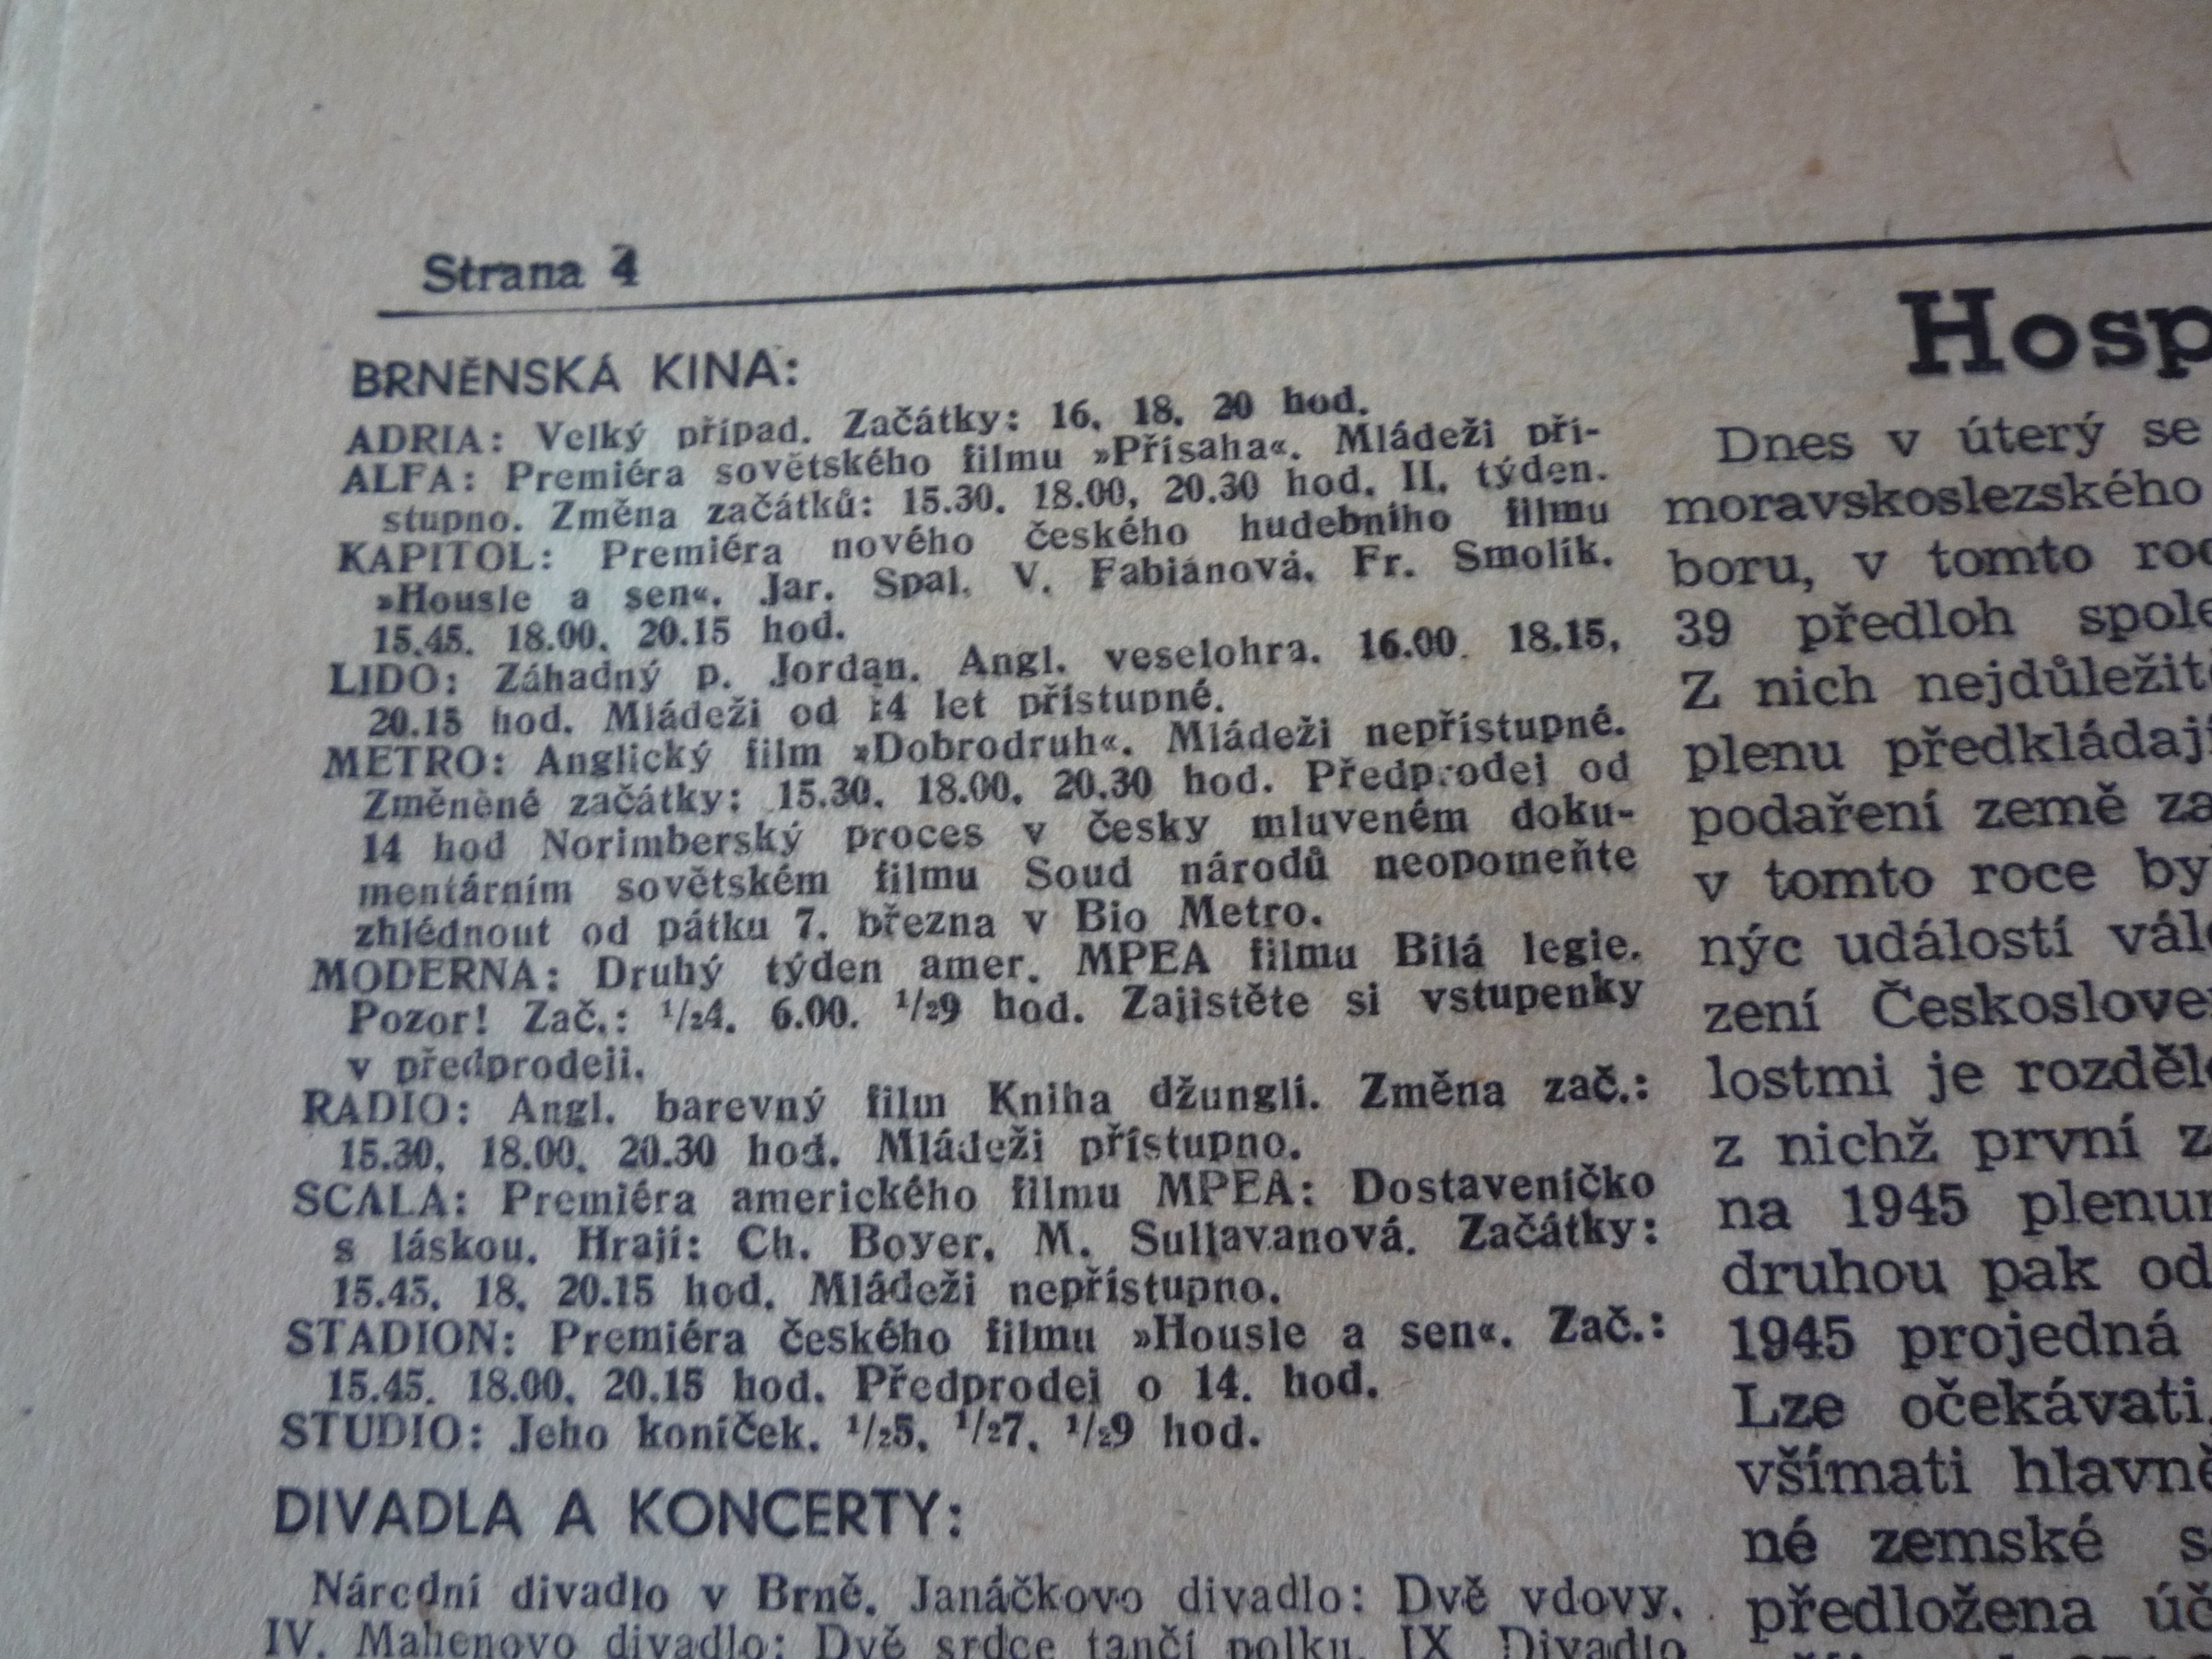 Strana 4
BRNĚNSKÁ KINA:
ADRIA: Velký případ. Začátky: 16, 18, 20 hod.
ALFA: Premiéra sovětského filmu »Přísaha«. Mládeži pří-
stupno. Změna začátků: 15.30, 18.00, 20.30 hod. II. týden.
KAPITOL: Premiéra nového českého hudebního filmu
»Housle a sen«. Jar. Spal, V. Fabiánová, Fr. Smolík.
15.45, 18.00, 20.15 hod.
LIDO: Záhadný p. Jordan. Angl. veselohra. 16.00 18.15,
20.15 hod. Mládeži od 14 let přístupné.
METRO: Anglický film »Dobrodruh«. Mládeži nepřístupné.
Změněné začátky: 15.30, 18.00, 20.30 hod. Předprodej od
14 hod Norimberský proces v česky mluveném doku-
mentárním sovětském filmu Soud národů neopomeňte
zhlédnout od pátku 7. března v Bio Metro.
MODERNA: Druhý týden amer. MPEA filmu Bílá legie.
Pozor! Zač.: 1/24, 6.00, 1/29 hod. Zajistěte si vstupenky
v předprodeji.
RADIO: Angl. barevný film Kniha džunglí. Změna zač.:
15.30, 18.00, 20.30 hod. Mládeži přístupno.
SCALA: Premiéra amerického filmu MPEA: Dostaveníčko
s láskou. Hrají: Ch. Boyer, M. Sullavanová. Začátky:
15.45, 18, 20.15 hod. Mládeži nepřístupno.
STADION: Premiéra českého filmu »Housle a sen«. Zač.:
15.45, 18.00, 20.15 hod. Předprodej o 14. hod.
STUDIO: Jeho koníček. 1/25, 1/27, 1/29 hod.
DIVADLA A KONCERTY:
Národní divadlo v Brně. Janáčkovo divadlo: Dvě vdovy.
IV. Mahenovo divadlo: Dvě srdce tančí polku. IX Divadlo
Hosp
Dnes v úterý se
moravskoslezského
boru, v tomto roc
39 předloh spole
Z nich nejdůležit
plenu předkládaj
podaření země za
v tomto roce by
nýc událostí vál
zení Českoslove
lostmi je rozděl
z nichž první z
na 1945 plenu
druhou pak od
1945 projedná
Lze očekávati,
všímati hlavně
né zemské s
předložena úč